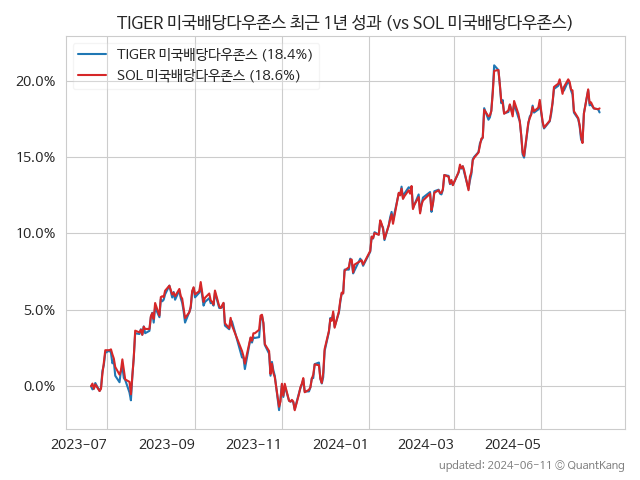 TIGER 미국배당다우존스 최근 1년 성과 (vs SOL 미국배당다우존스)
TIGER 미국배당다우존스 (18.4%)
SOL 미국배당다우존스 (18.6%)
20.0%
15.0%
10.0%
5.0%
0.0%
2023-07 2023-09 2023-11 2024-01 2024-03 2024-05
updated: 2024-06-11 © QuantKang